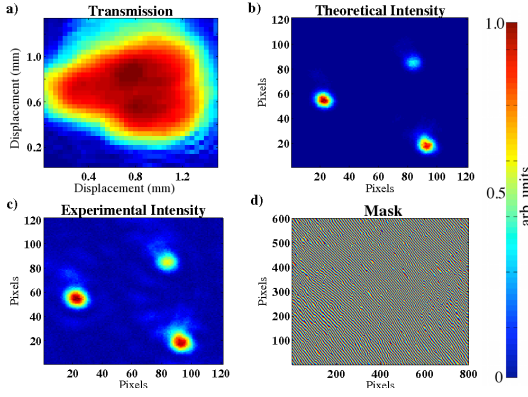 a)
Transmission
1.0
0.6
0.2
Displacement (mm)
0.4 0.8 1.2
Displacement (mm)
b)
Theoretical Intensity
120
100
80
60
40
20
Pixels
20 40 60 80 100 120
Pixels
c)
Experimental Intensity
120
100
80
60
40
20
Pixels
20 40 60 80 100 120
Pixels
d)
Mask
600
500
400
300
200
100
Pixels
200 400 600 800
Pixels
1.0
0.5
0
arb. units